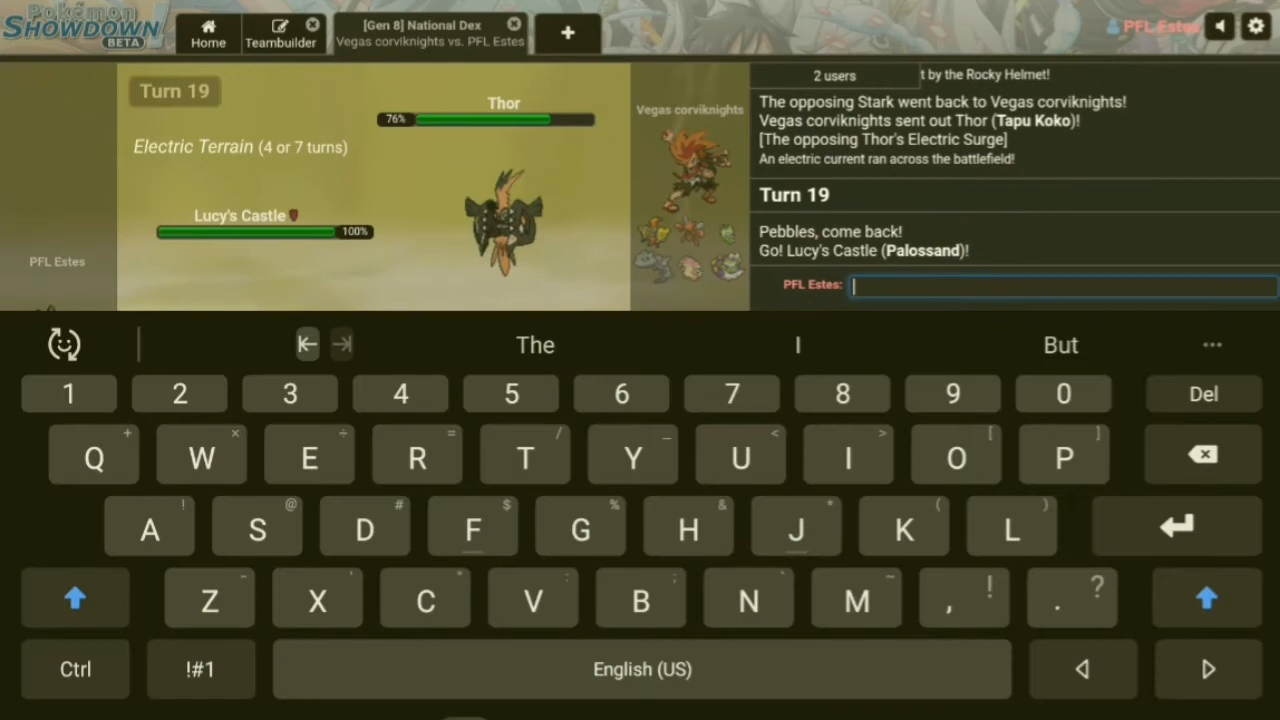 Pokémon
SHOWDOWN!
BETA
Home
Teambuilder
[Gen 8] National Dex
Vegas corviknights vs. PFL Estes
+
PFL Estes
Turn 19
Thor
76%
Electric Terrain (4 or 7 turns)
Lucy's Castle
100%
PFL Estes
Vegas corviknights
2 users
t by the Rocky Helmet!
The opposing Stark went back to Vegas corviknights!
Vegas corviknights sent out Thor (Tapu Koko)!
[The opposing Thor's Electric Surge]
An electric current ran across the battlefield!
Turn 19
Pebbles, come back!
Go! Lucy's Castle (Palossand)!
PFL Estes:
The I But ...
1 2 3 4 5 6 7 8 9 0 Del
+ × ÷ = / _ < > [ ]
Q W E R T Y U I O P
! @ # $ % & * ( )
A S D F G H J K L
- ' " : ; ` ~ ! ?
Z X C V B N M , .
Ctrl !#1 English (US)